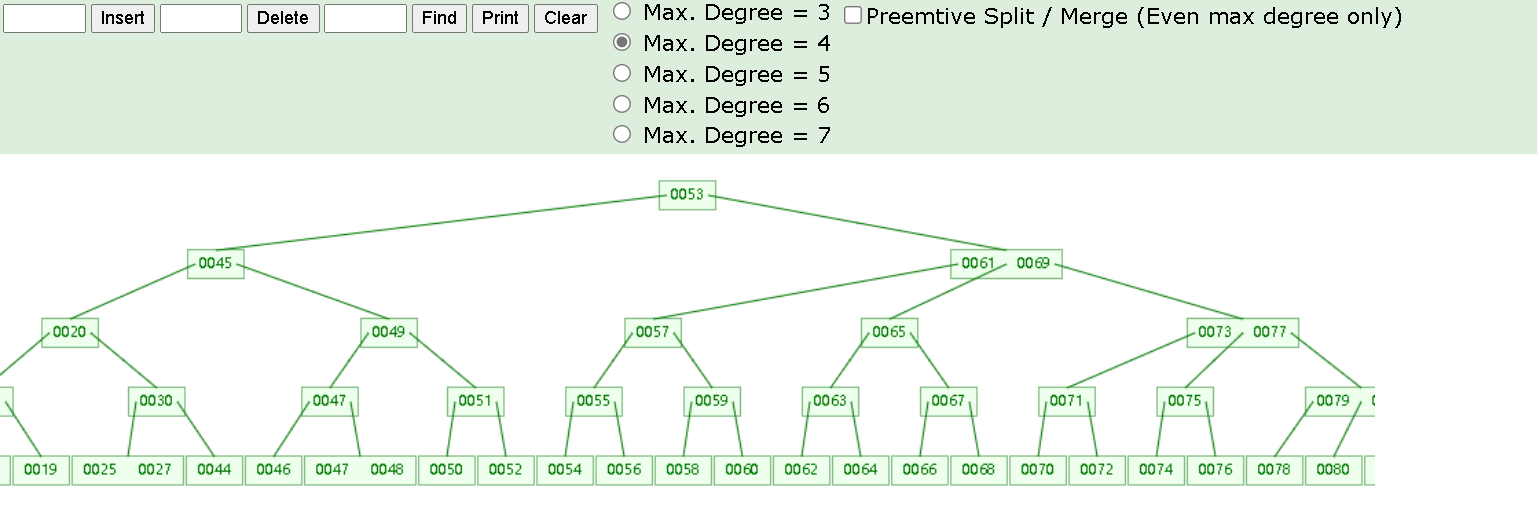 Insert Delete Find Print Clear Max. Degree = 3 Preemtive Split / Merge (Even max degree only)
Max. Degree = 4
Max. Degree = 5
Max. Degree = 6
Max. Degree = 7
0053
0045 0061 0069
0020 0049 0057 0065 0073 0077
0030 0047 0051 0055 0059 0063 0067 0071 0075 0079
0019 0025 0027 0044 0046 0047 0048 0050 0052 0054 0056 0058 0060 0062 0064 0066 0068 0070 0072 0074 0076 0078 0080